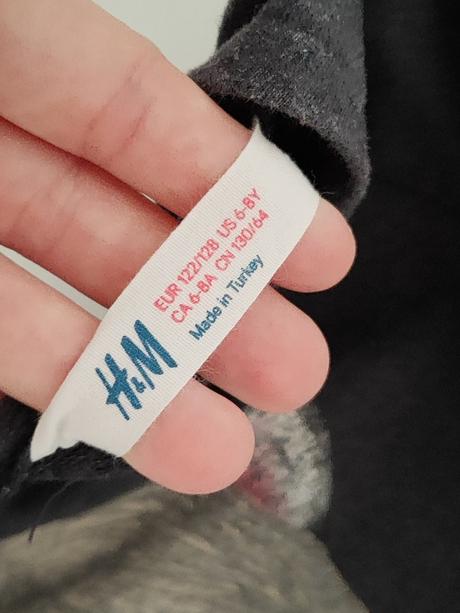 H&M
EUR 122/128 US 6-8Y
CA 6-8A CN 130/64
Made in Turkey